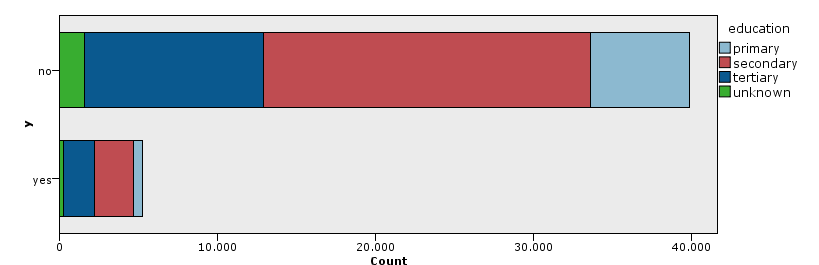 education
primary
secondary
tertiary
unknown
y
no
yes
0
10.000
20.000
30.000
40.000
Count